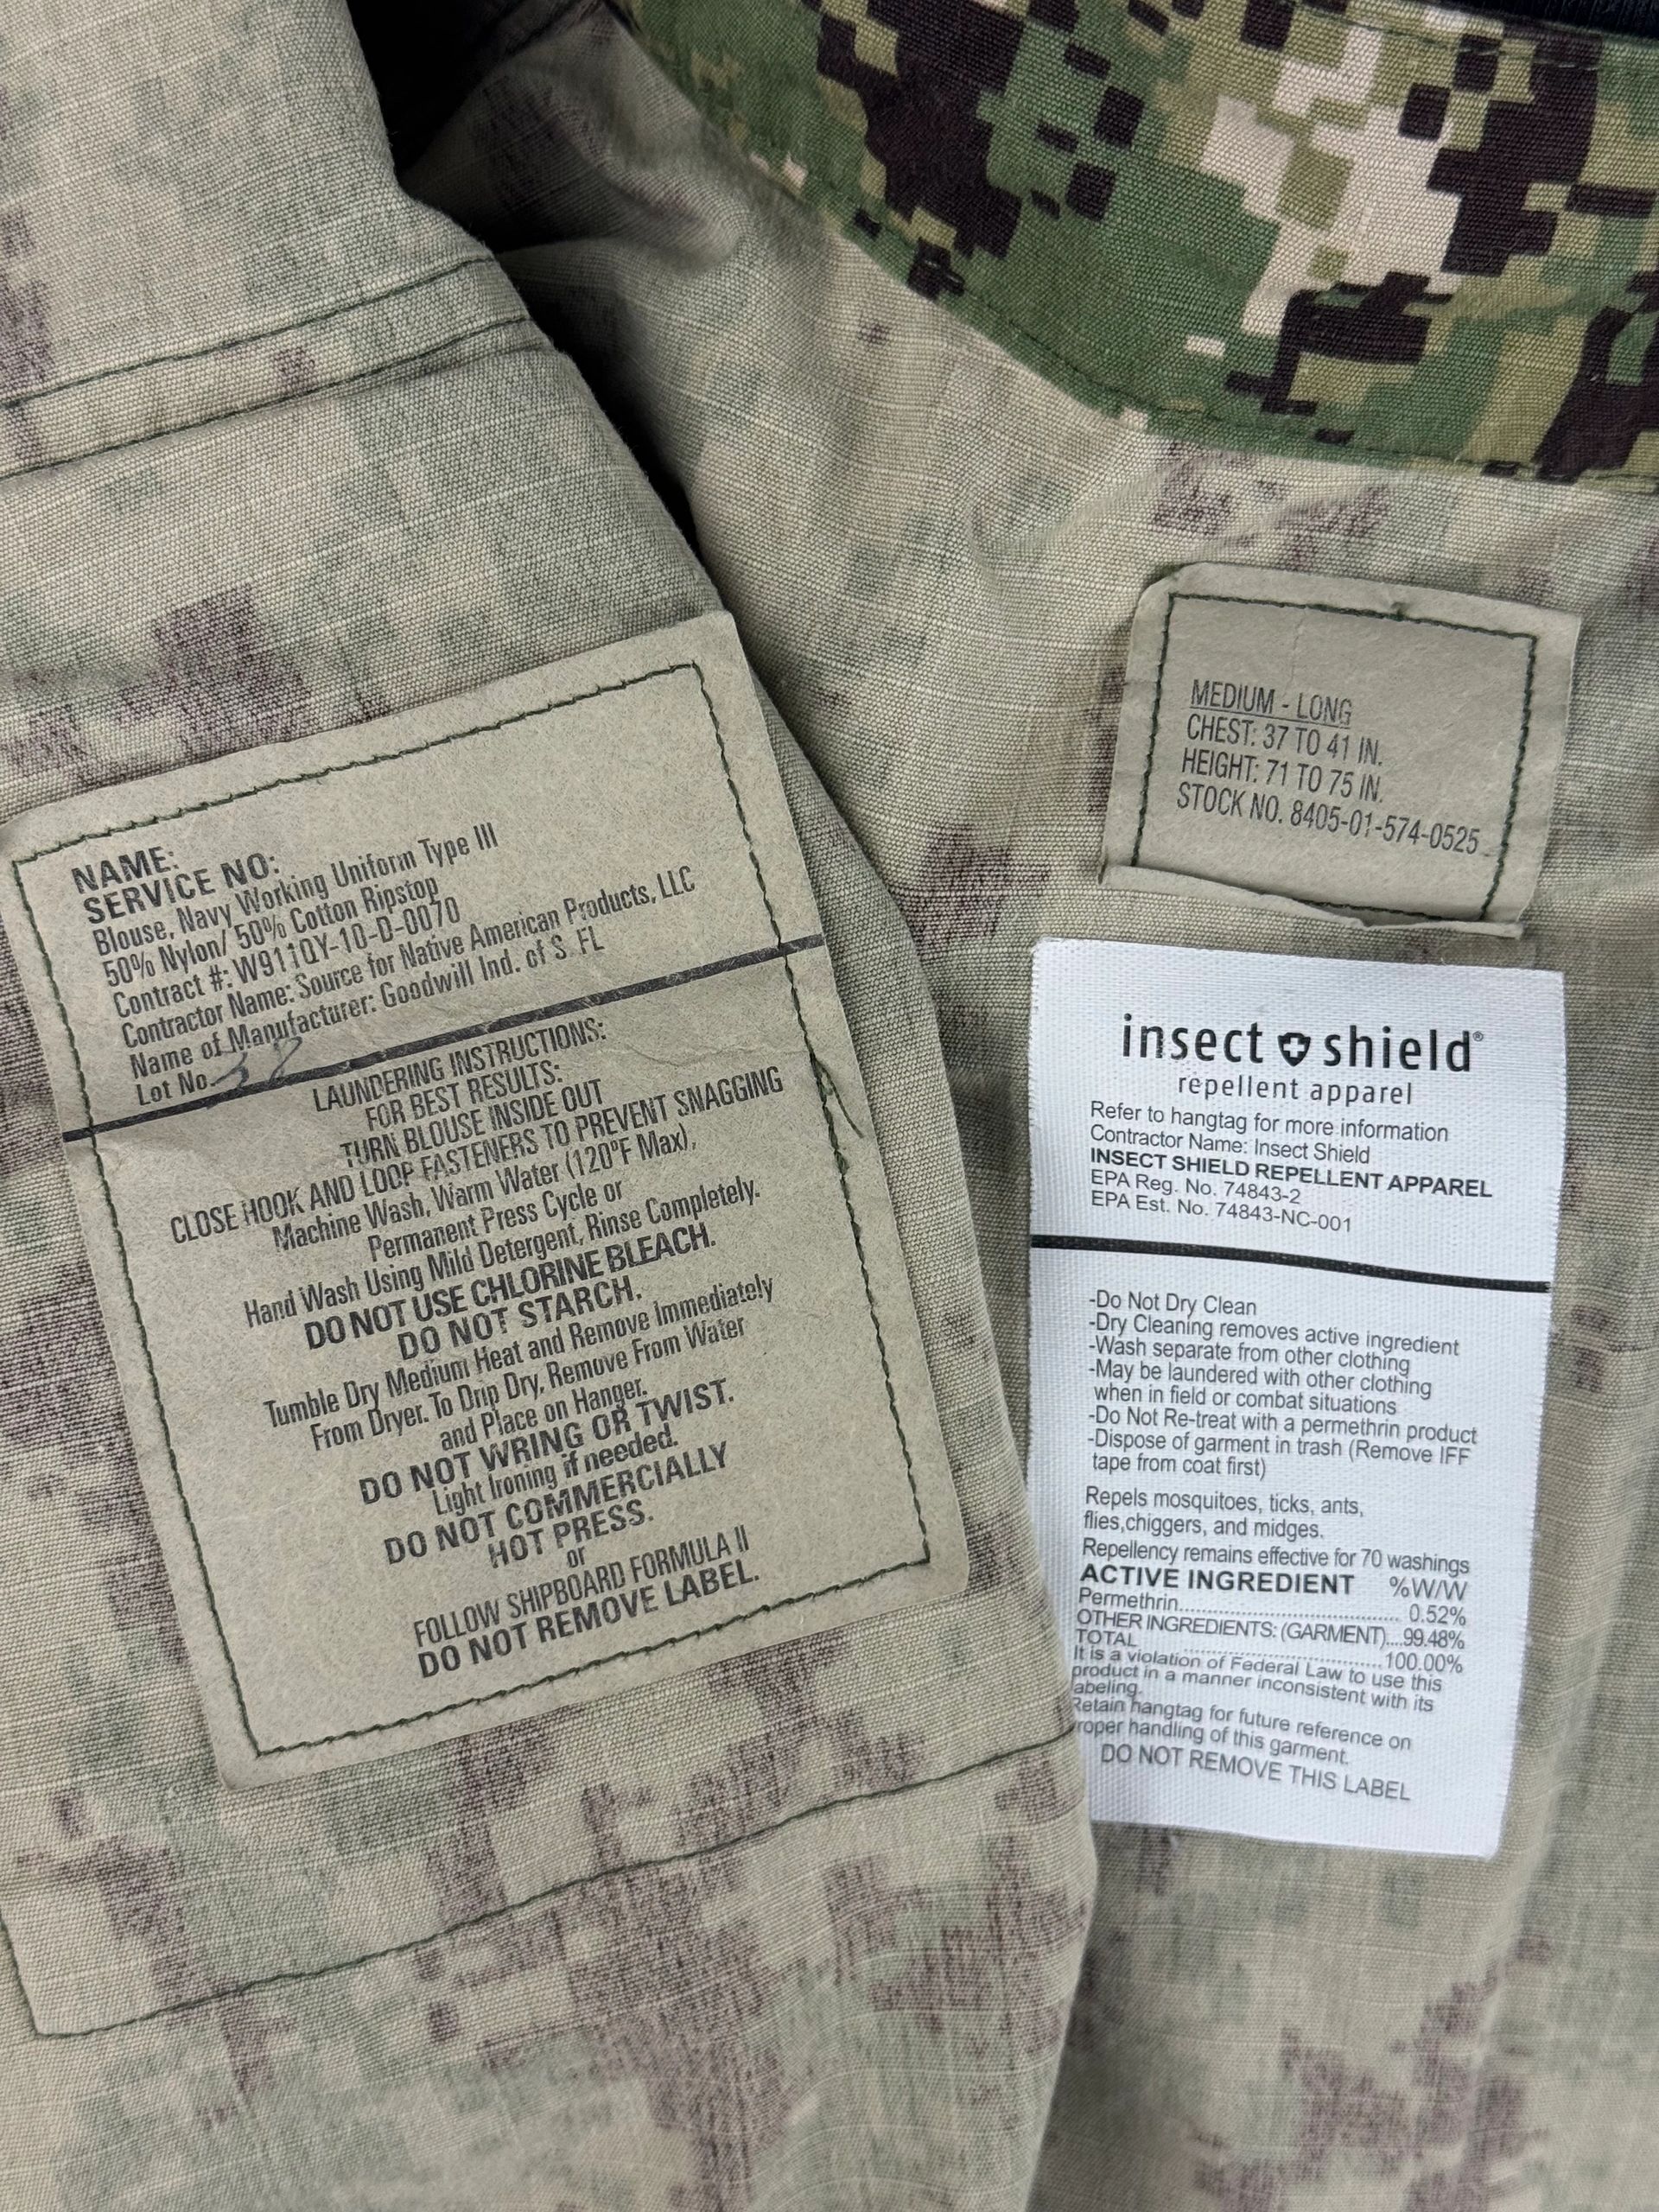 NAME:
SERVICE NO:
Blouse, Navy Working Uniform Type III
50% Nylon/ 50% Cotton Ripstop
Contract #: W911QY-10-D-0070
Contractor Name: Source for Native American Products, LLC
Name of Manufacturer: Goodwill Ind. of S. FL
Lot No. 38
LAUNDERING INSTRUCTIONS:
FOR BEST RESULTS:
TURN BLOUSE INSIDE OUT
CLOSE HOOK AND LOOP FASTENERS TO PREVENT SNAGGING
Machine Wash, Warm Water (120°F Max),
Permanent Press Cycle or
Hand Wash Using Mild Detergent, Rinse Completely.
DO NOT USE CHLORINE BLEACH.
DO NOT STARCH.
Tumble Dry Medium Heat and Remove Immediately
From Dryer. To Drip Dry, Remove From Water
and Place on Hanger.
DO NOT WRING OR TWIST.
Light Ironing if needed.
DO NOT COMMERCIALLY
HOT PRESS.
or
FOLLOW SHIPBOARD FORMULA II
DO NOT REMOVE LABEL.
MEDIUM - LONG
CHEST: 37 TO 41 IN.
HEIGHT: 71 TO 75 IN.
STOCK NO. 8405-01-574-0525
insect shield®
repellent apparel
Refer to hangtag for more information
Contractor Name: Insect Shield
INSECT SHIELD REPELLENT APPAREL
EPA Reg. No. 74843-2
EPA Est. No. 74843-NC-001
-Do Not Dry Clean
-Dry Cleaning removes active ingredient
-Wash separate from other clothing
-May be laundered with other clothing
when in field or combat situations
-Do Not Re-treat with a permethrin product
-Dispose of garment in trash (Remove IFF
tape from coat first)
Repels mosquitoes, ticks, ants,
flies,chiggers, and midges.
Repellency remains effective for 70 washings
ACTIVE INGREDIENT %W/W
Permethrin........................................ 0.52%
OTHER INGREDIENTS: (GARMENT)....99.48%
TOTAL ....................................100.00%
It is a violation of Federal Law to use this
product in a manner inconsistent with its
labeling.
Retain hangtag for future reference on
proper handling of this garment.
DO NOT REMOVE THIS LABEL